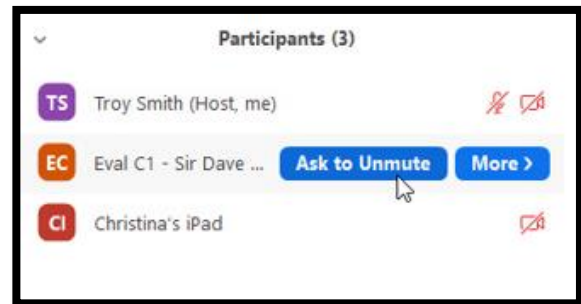 Participants (3)
TS Troy Smith (Host, me)
EC Eval C1 - Sir Dave ... Ask to Unmute More >
CI Christina's iPad